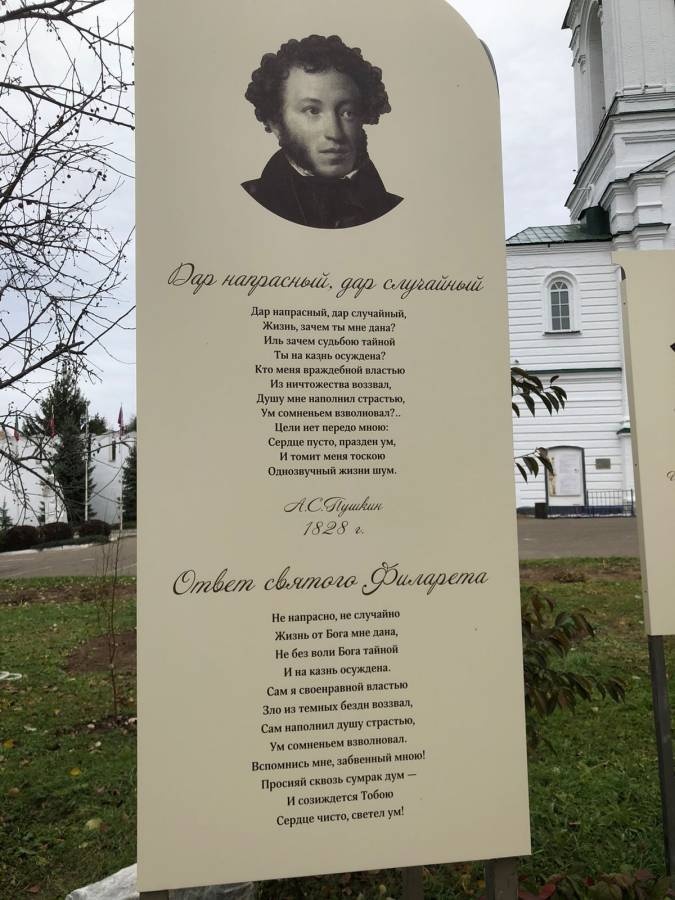 Дар напрасный, дар случайный
Дар напрасный, дар случайный,
Жизнь, зачем ты мне дана?
Иль зачем судьбою тайной
Ты на казнь осуждена?
Кто меня враждебной властью
Из ничтожества воззвал,
Душу мне наполнил страстью,
Ум сомненьем взволновал?..
Цели нет передо мною:
Сердце пусто, празден ум,
И томит меня тоскою
Однозвучный жизни шум.
А.С.Пушкин
1828 г.
Ответ святого Филарета
Не напрасно, не случайно
Жизнь от Бога мне дана,
Не без воли Бога тайной
И на казнь осуждена.
Сам я своенравной властью
Зло из темных бездн воззвал,
Сам наполнил душу страстью,
Ум сомненьем взволновал.
Вспомнись мне, забвенный мною!
Просияй сквозь сумрак дум —
И созиждется Тобою
Сердце чисто, светел ум!